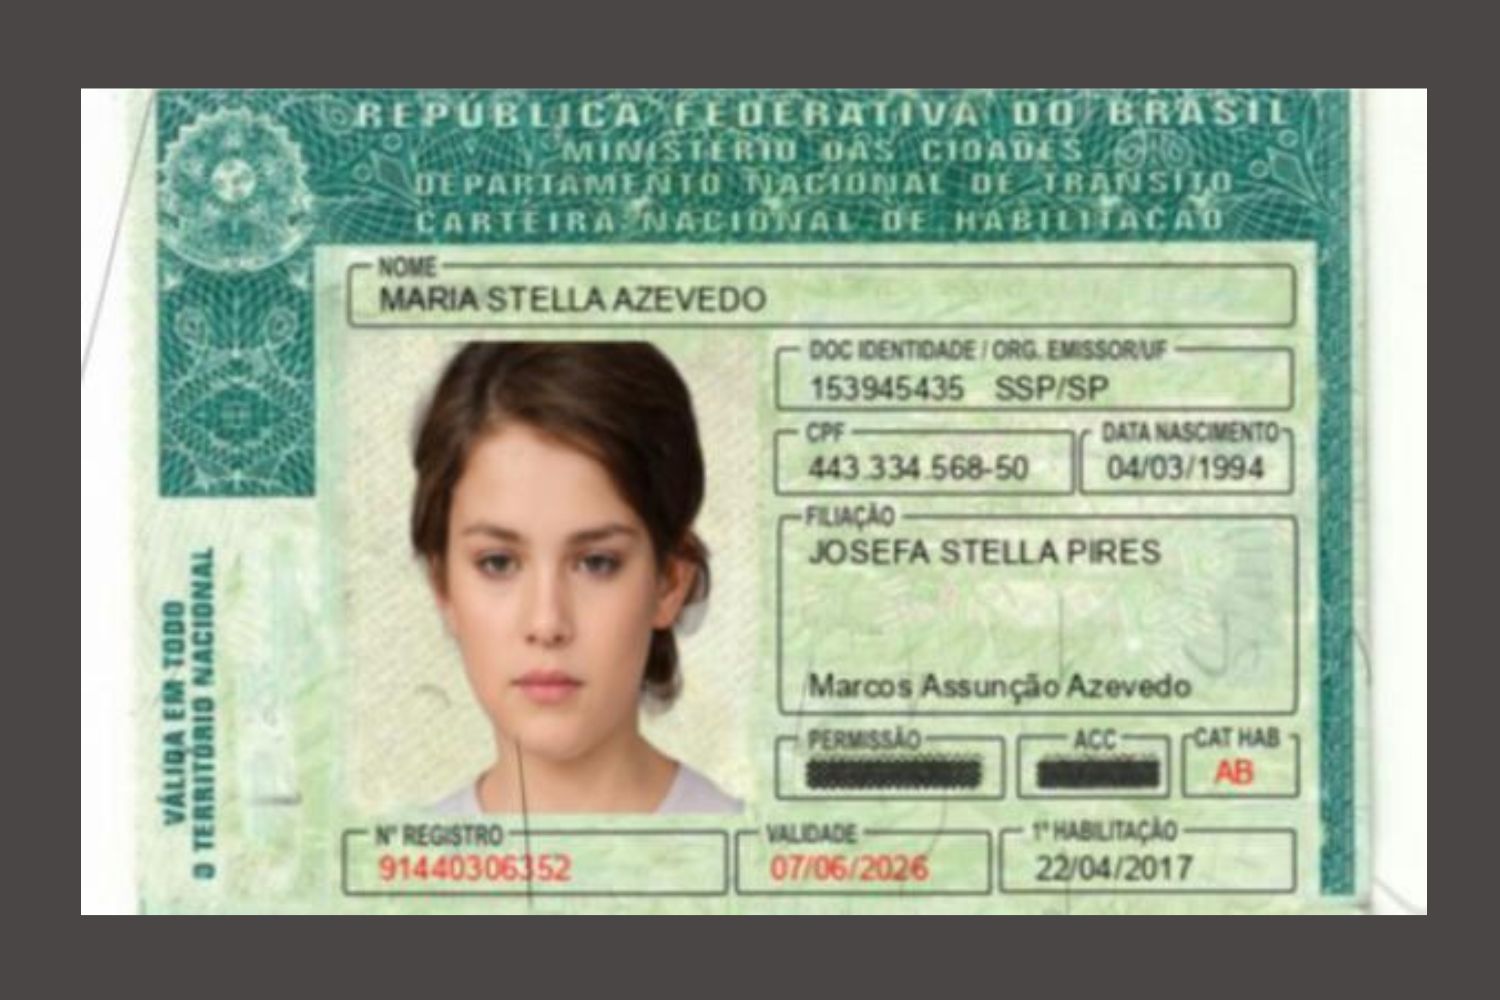 REPÚBLICA FEDERATIVA DO BRASIL
MINISTÉRIO DAS CIDADES
DEPARTAMENTO NACIONAL DE TRÂNSITO
CARTEIRA NACIONAL DE HABILITAÇÃO
NOME
MARIA STELLA AZEVEDO
DOC IDENTIDADE / ORG. EMISSOR/UF
153945435 SSP/SP
CPF
443.334.568-50
DATA NASCIMENTO
04/03/1994
FILIAÇÃO
JOSEFA STELLA PIRES
Marcos Assunção Azevedo
PERMISSÃO
ACC
CAT HAB
AB
Nº REGISTRO
91440306352
VALIDADE
07/06/2026
1ª HABILITAÇÃO
22/04/2017
VÁLIDA EM TODO
O TERRITÓRIO NACIONAL